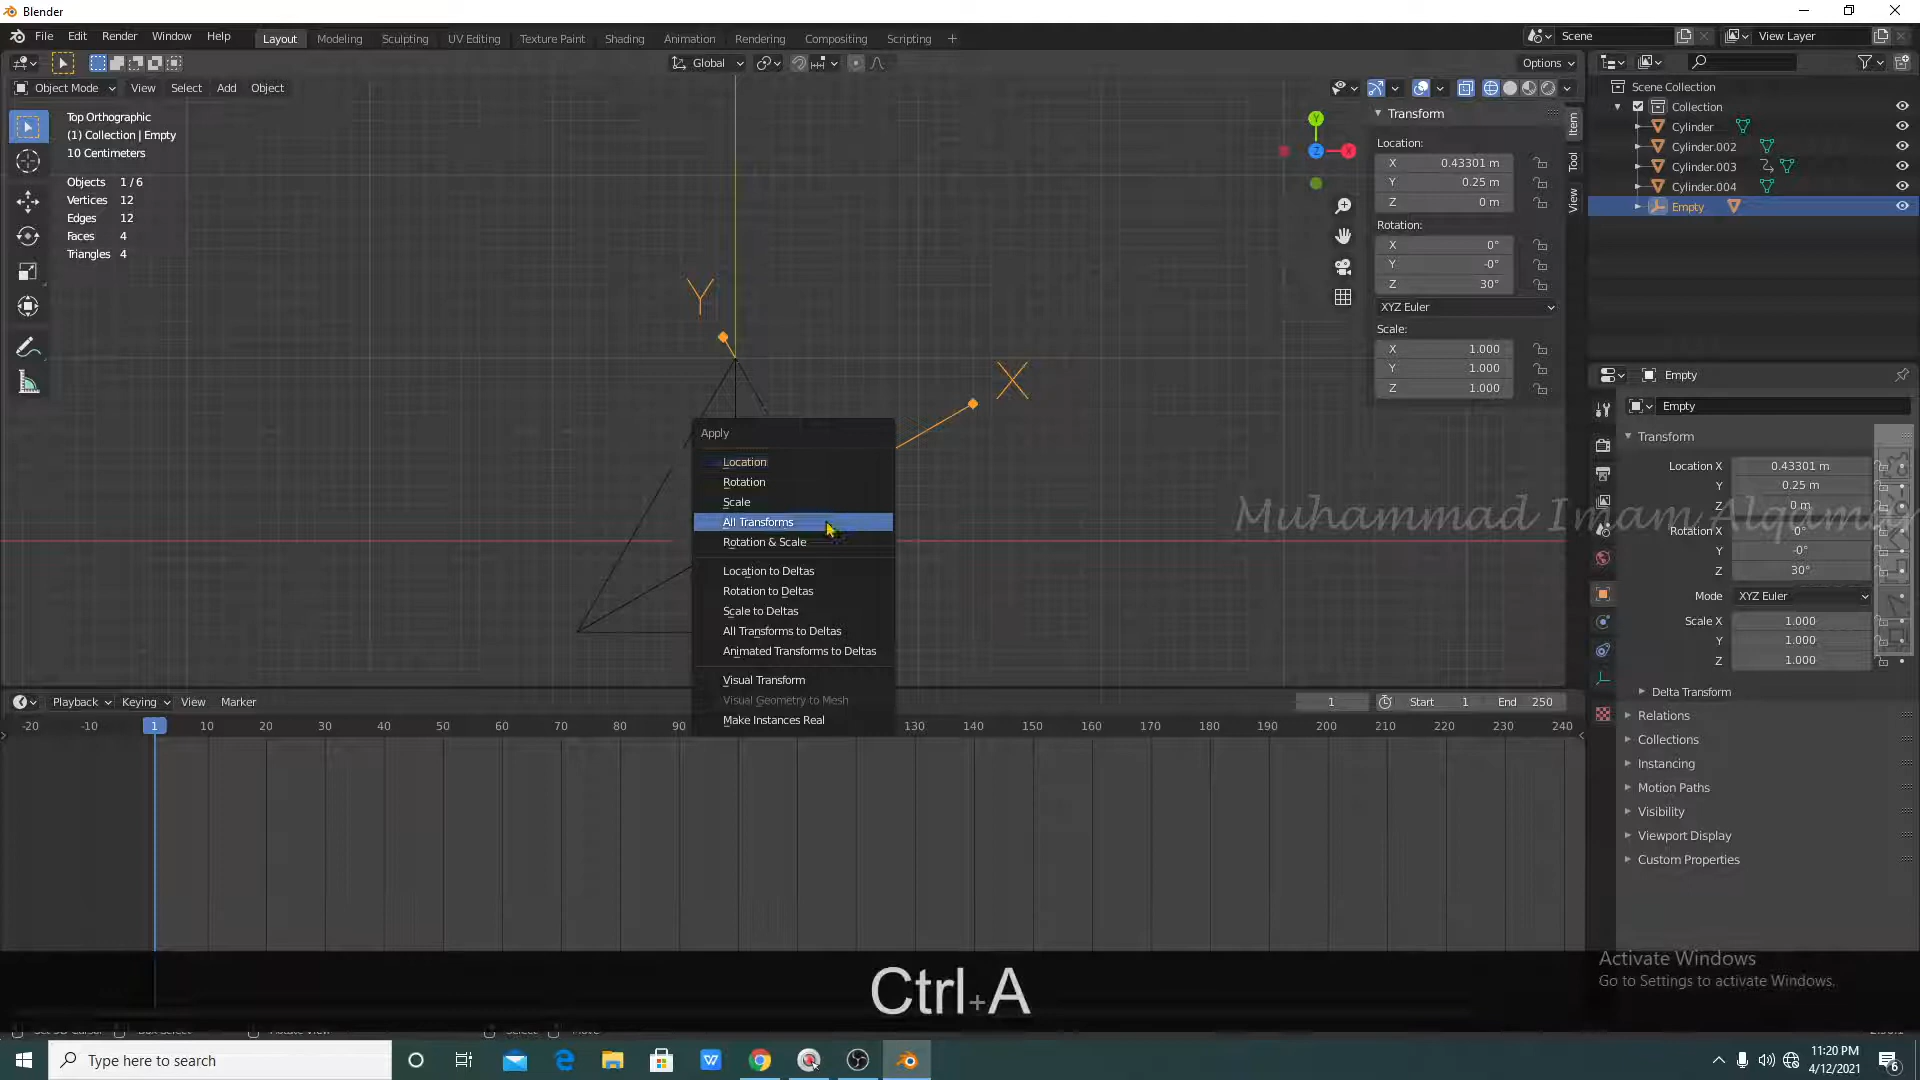 Blender
File Edit Render Window Help
Layout Modeling Sculpting UV Editing Texture Paint Shading Animation Rendering Compositing Scripting +
Scene
View Layer
Global
Options
Object Mode View Select Add Object
Top Orthographic
(1) Collection | Empty
10 Centimeters
Objects 1 / 6
Vertices 12
Edges 12
Faces 4
Triangles 4
Y
X
Y
X
Z
Transform
Location:
X 0.43301 m
Y 0.25 m
Z 0 m
Rotation:
X 0°
Y -0°
Z 30°
XYZ Euler
Scale:
X 1.000
Y 1.000
Z 1.000
Item
Tool
View
Apply
Location
Rotation
Scale
All Transforms
Rotation & Scale
Location to Deltas
Rotation to Deltas
Scale to Deltas
All Transforms to Deltas
Animated Transforms to Deltas
Visual Transform
Visual Geometry to Mesh
Make Instances Real
Scene Collection
Collection
Cylinder
Cylinder.002
Cylinder.003
Cylinder.004
Empty
Empty
Empty
Transform
Location X 0.43301 m
Y 0.25 m
Z 0 m
Rotation X 0°
Y -0°
Z 30°
Mode XYZ Euler
Scale X 1.000
Y 1.000
Z 1.000
Delta Transform
Relations
Collections
Instancing
Motion Paths
Visibility
Viewport Display
Custom Properties
Muhammad Imam Alqamar
Playback Keying View Marker
1 Start 1 End 250
-20 -10 1 10 20 30 40 50 60 70 80 90 130 140 150 160 170 180 190 200 210 220 230 240
Ctrl+A
Activate Windows
Go to Settings to activate Windows.
Type here to search
11:20 PM
4/12/2021
6